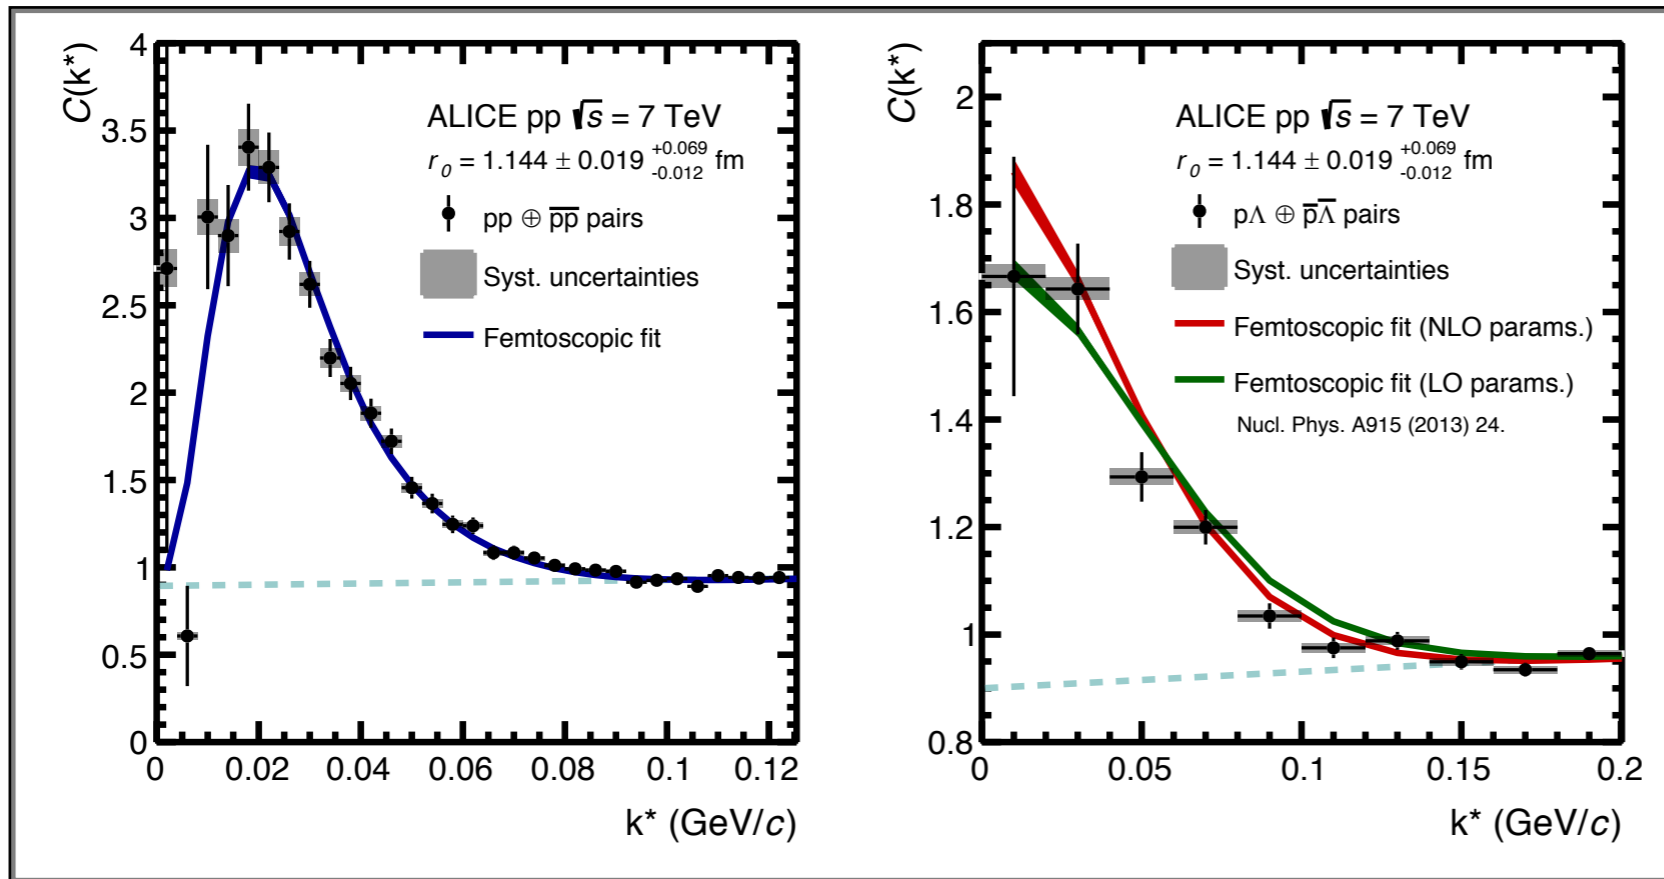 C(k*)
4
3.5
3
2.5
2
1.5
1
0.5
0
0 0.02 0.04 0.06 0.08 0.1 0.12
k* (GeV/c)
ALICE pp √s = 7 TeV
r₀ = 1.144 ± 0.019 +0.069 -0.012 fm
pp ⊕ p̅p̅ pairs
Syst. uncertainties
Femtoscopic fit
C(k*)
2
1.8
1.6
1.4
1.2
1
0.8
0 0.05 0.1 0.15 0.2
k* (GeV/c)
ALICE pp √s = 7 TeV
r₀ = 1.144 ± 0.019 +0.069 -0.012 fm
pΛ ⊕ p̅Λ̅ pairs
Syst. uncertainties
Femtoscopic fit (NLO params.)
Femtoscopic fit (LO params.)
Nucl. Phys. A915 (2013) 24.